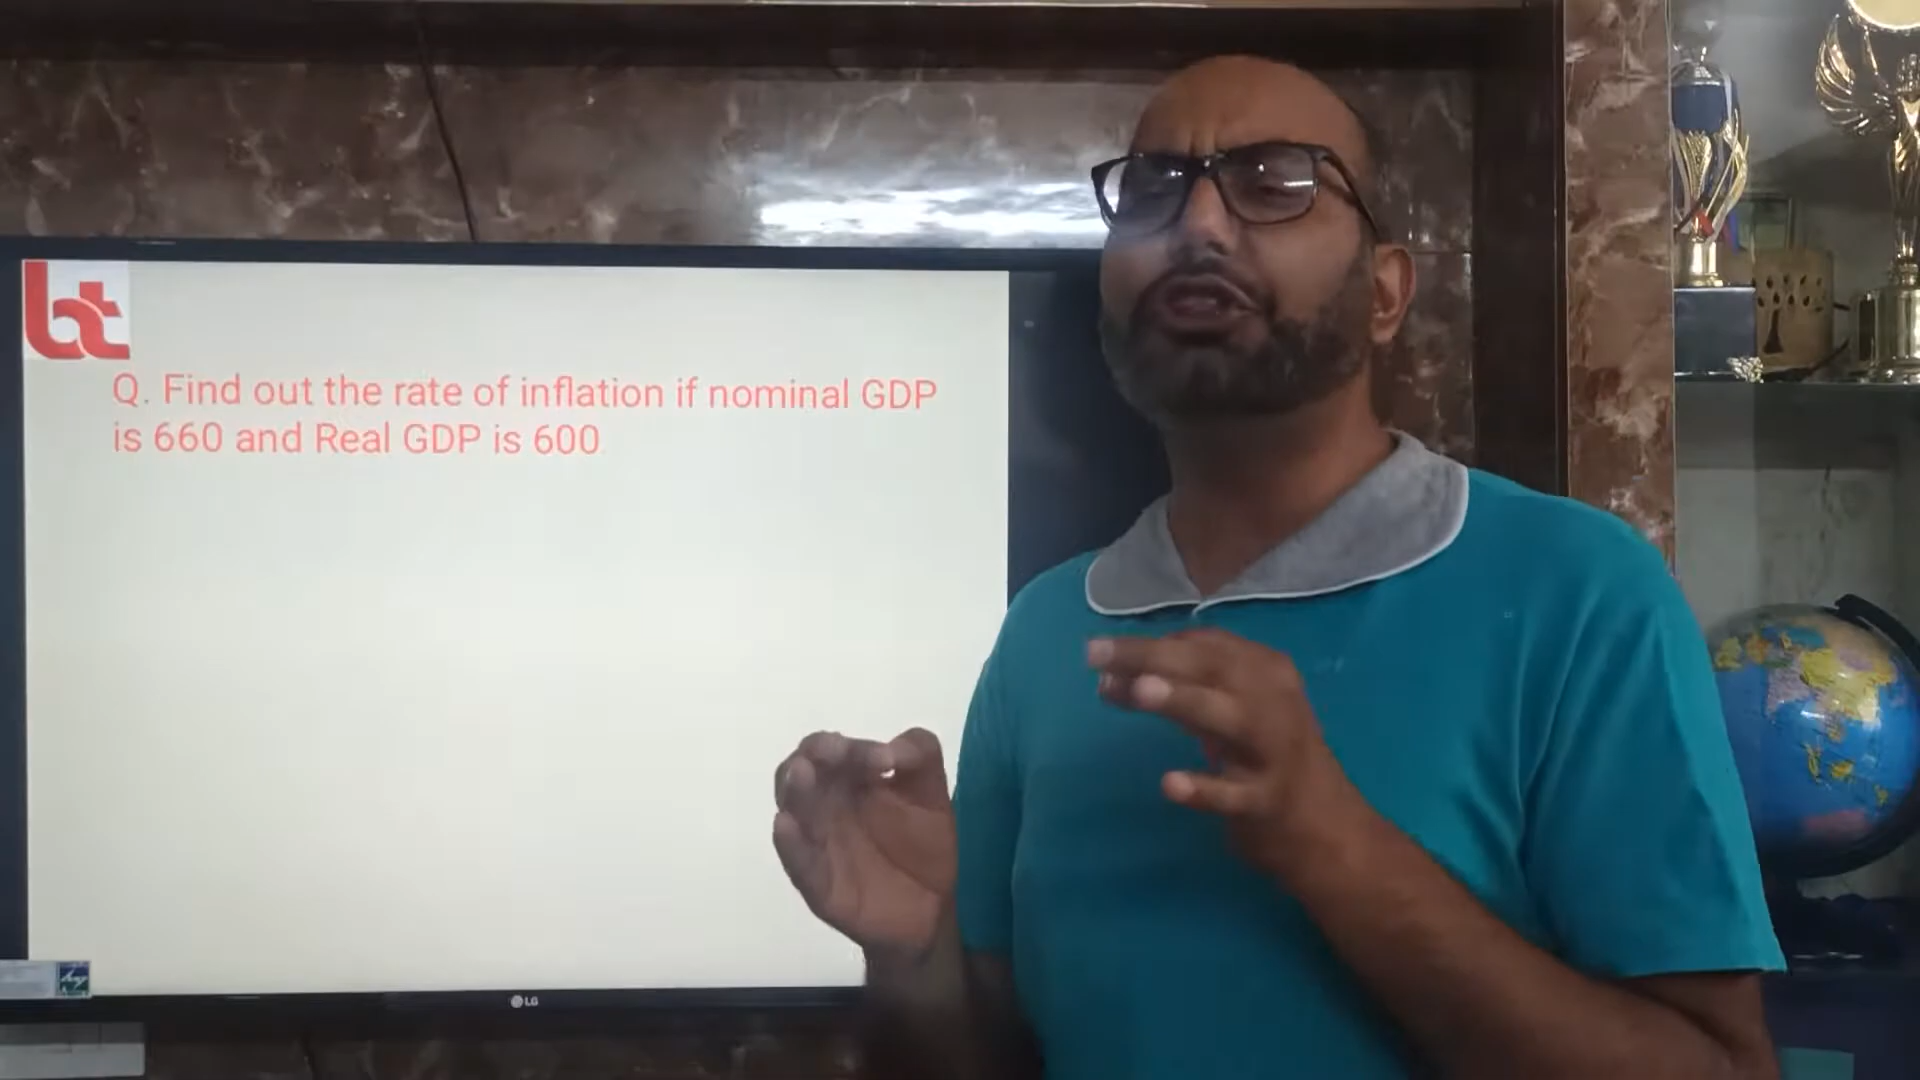 bt
Q. Find out the rate of inflation if nominal GDP
is 660 and Real GDP is 600
LG